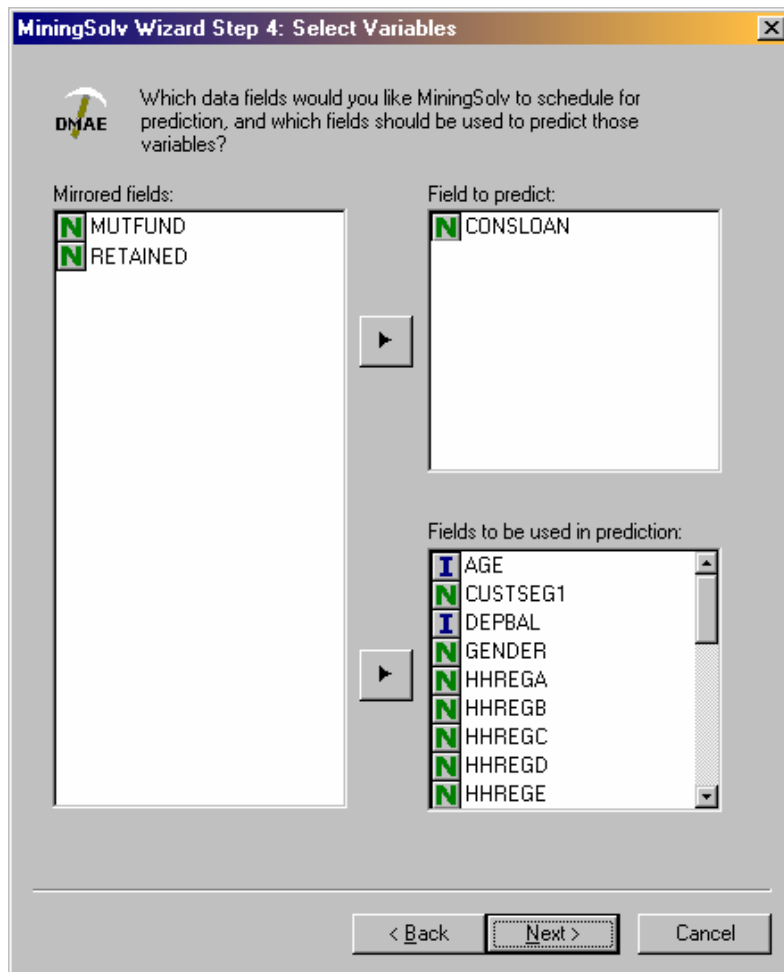 MiningSolv Wizard Step 4: Select Variables
DMAE
Which data fields would you like MiningSolv to schedule for
prediction, and which fields should be used to predict those
variables?
Mirrored fields:
N MUTFUND
N RETAINED
Field to predict:
N CONSLOAN
Fields to be used in prediction:
I AGE
N CUSTSEG1
I DEPBAL
N GENDER
N HHREGA
N HHREGB
N HHREGC
N HHREGD
N HHREGE
< Back
Next >
Cancel